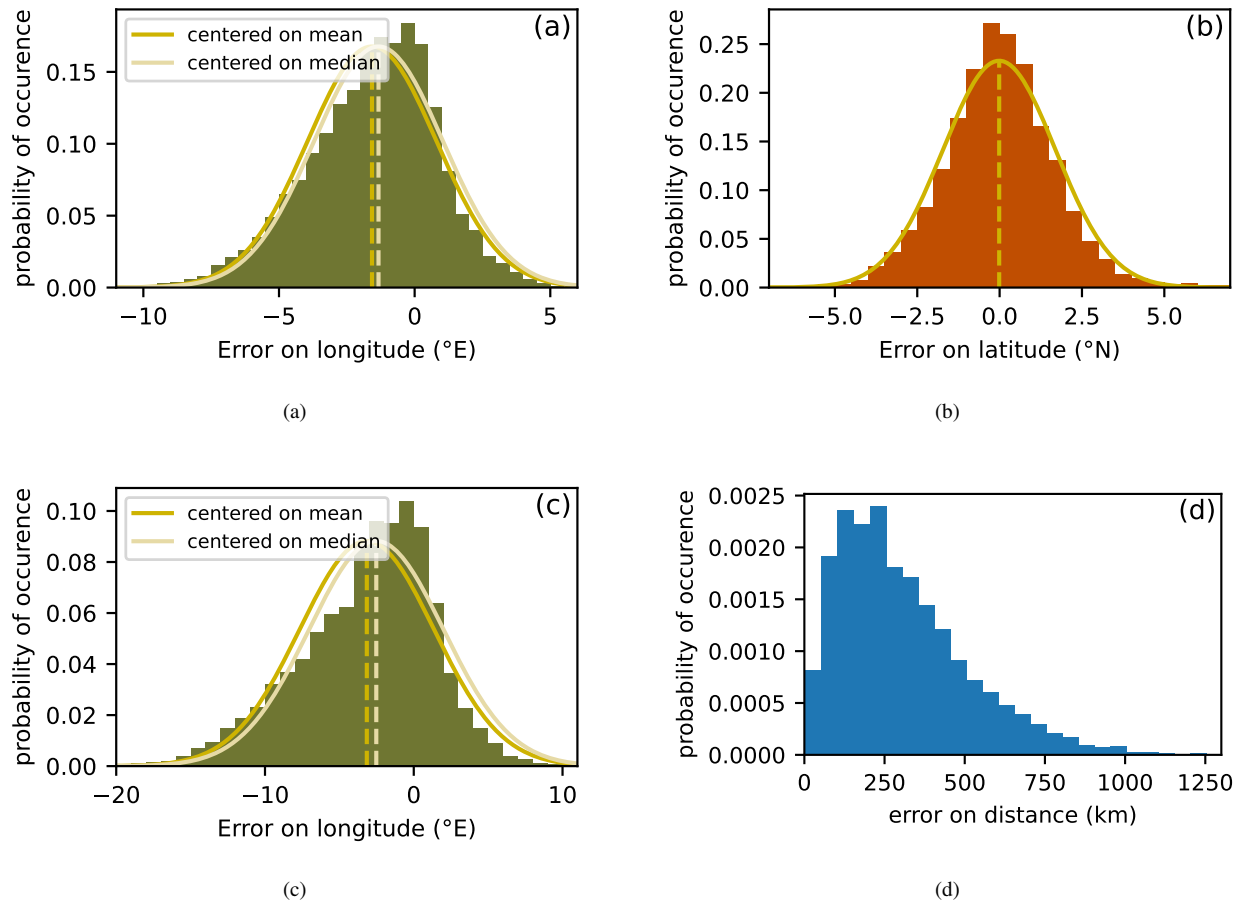 (a)
centered on mean
centered on median
probability of occurence
0.15
0.10
0.05
0.00
−10 −5 0 5
Error on longitude (°E)
(a)
(b)
probability of occurence
0.25
0.20
0.15
0.10
0.05
0.00
−5.0 −2.5 0.0 2.5 5.0
Error on latitude (°N)
(b)
(c)
centered on mean
centered on median
probability of occurence
0.10
0.08
0.06
0.04
0.02
0.00
−20 −10 0 10
Error on longitude (°E)
(c)
(d)
probability of occurence
0.0025
0.0020
0.0015
0.0010
0.0005
0.0000
0 250 500 750 1000 1250
error on distance (km)
(d)